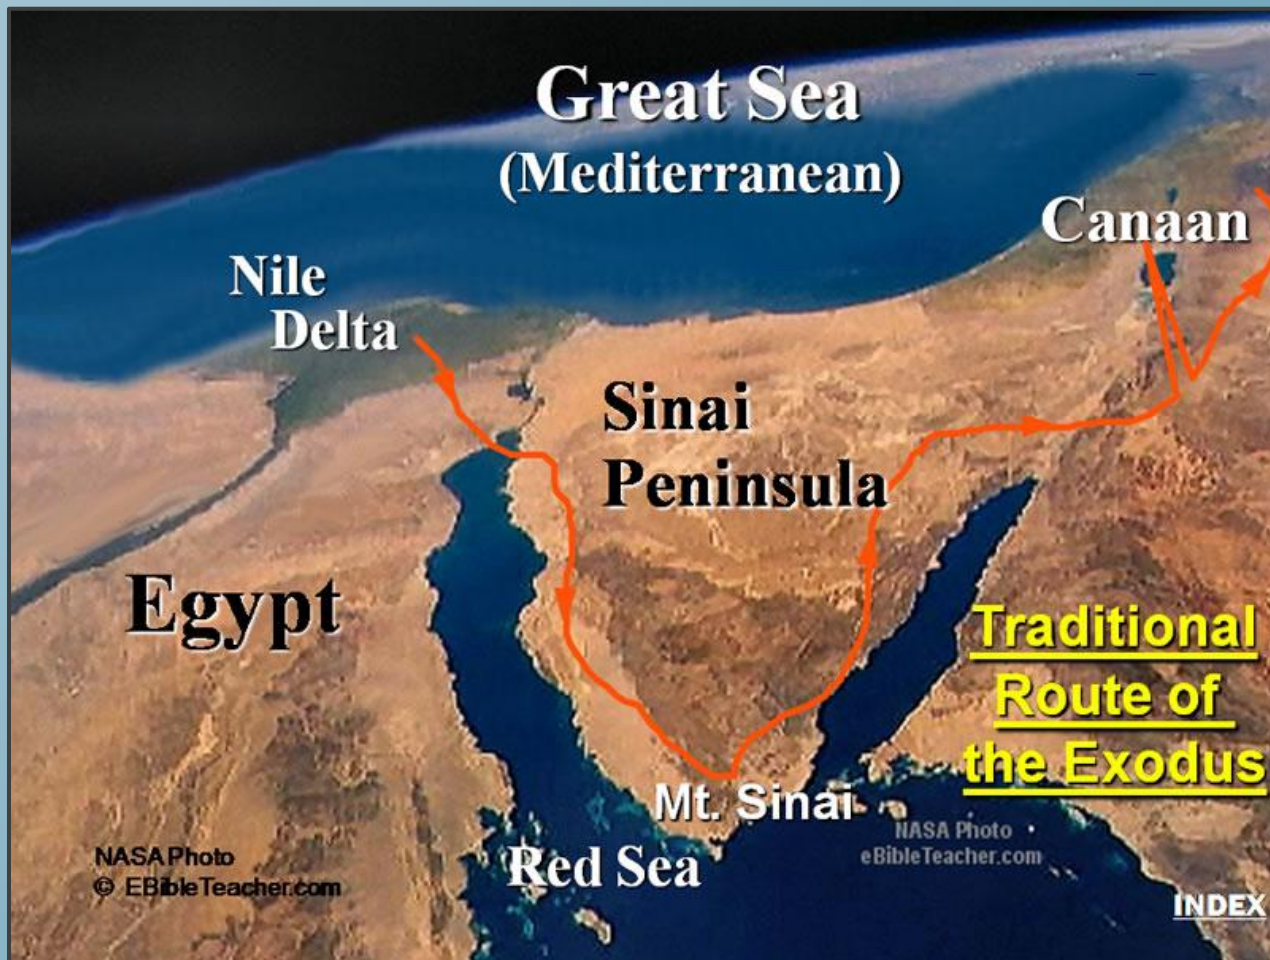 Great Sea
(Mediterranean)
Canaan
Nile
Delta
Sinai
Peninsula
Egypt
Traditional
Route of
the Exodus
Mt. Sinai
NASA Photo
eBibleTeacher.com
Red Sea
NASA Photo
© EBibleTeacher.com
INDEX